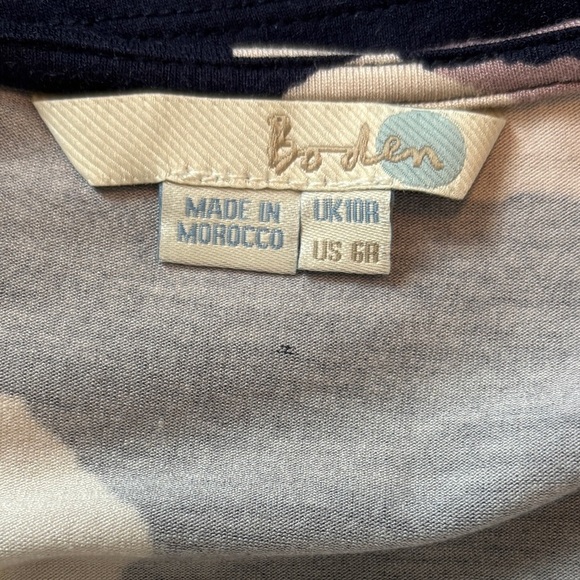 Boden
MADE IN
MOROCCO
UK10R
US 6R